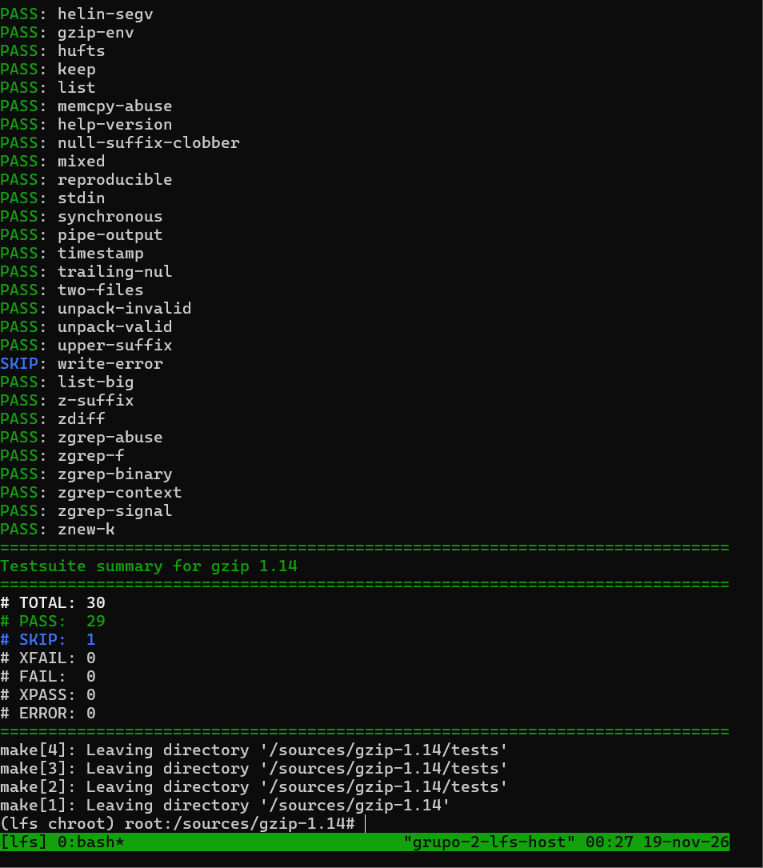 PASS: helin-segv
PASS: gzip-env
PASS: hufts
PASS: keep
PASS: list
PASS: memcpy-abuse
PASS: help-version
PASS: null-suffix-clobber
PASS: mixed
PASS: reproducible
PASS: stdin
PASS: synchronous
PASS: pipe-output
PASS: timestamp
PASS: trailing-nul
PASS: two-files
PASS: unpack-invalid
PASS: unpack-valid
PASS: upper-suffix
SKIP: write-error
PASS: list-big
PASS: z-suffix
PASS: zdiff
PASS: zgrep-abuse
PASS: zgrep-f
PASS: zgrep-binary
PASS: zgrep-context
PASS: zgrep-signal
PASS: znew-k
============================================================================
Testsuite summary for gzip 1.14
============================================================================
# TOTAL: 30
# PASS:  29
# SKIP:  1
# XFAIL: 0
# FAIL:  0
# XPASS: 0
# ERROR: 0
============================================================================
make[4]: Leaving directory '/sources/gzip-1.14/tests'
make[3]: Leaving directory '/sources/gzip-1.14/tests'
make[2]: Leaving directory '/sources/gzip-1.14/tests'
make[1]: Leaving directory '/sources/gzip-1.14'
(lfs chroot) root:/sources/gzip-1.14#
[lfs] 0:bash* "grupo-2-lfs-host" 00:27 19-nov-26